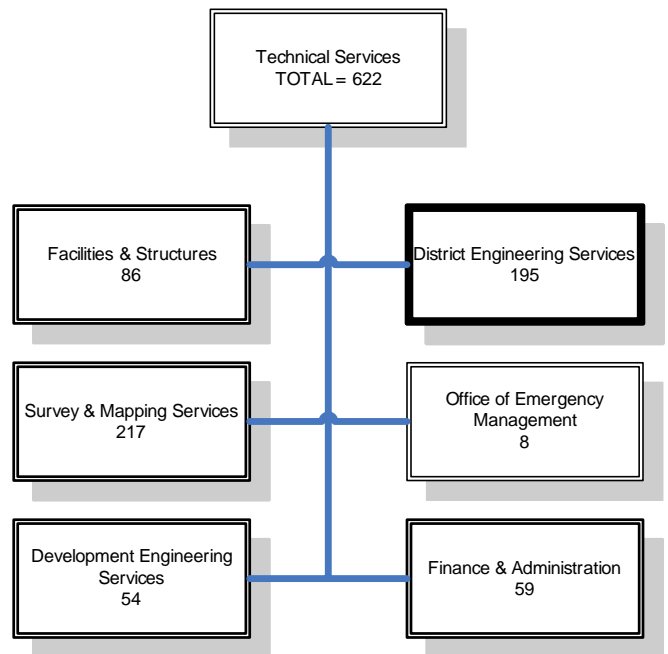 Technical Services
TOTAL = 622
Facilities & Structures
86
District Engineering Services
195
Survey & Mapping Services
217
Office of Emergency
Management
8
Development Engineering
Services
54
Finance & Administration
59